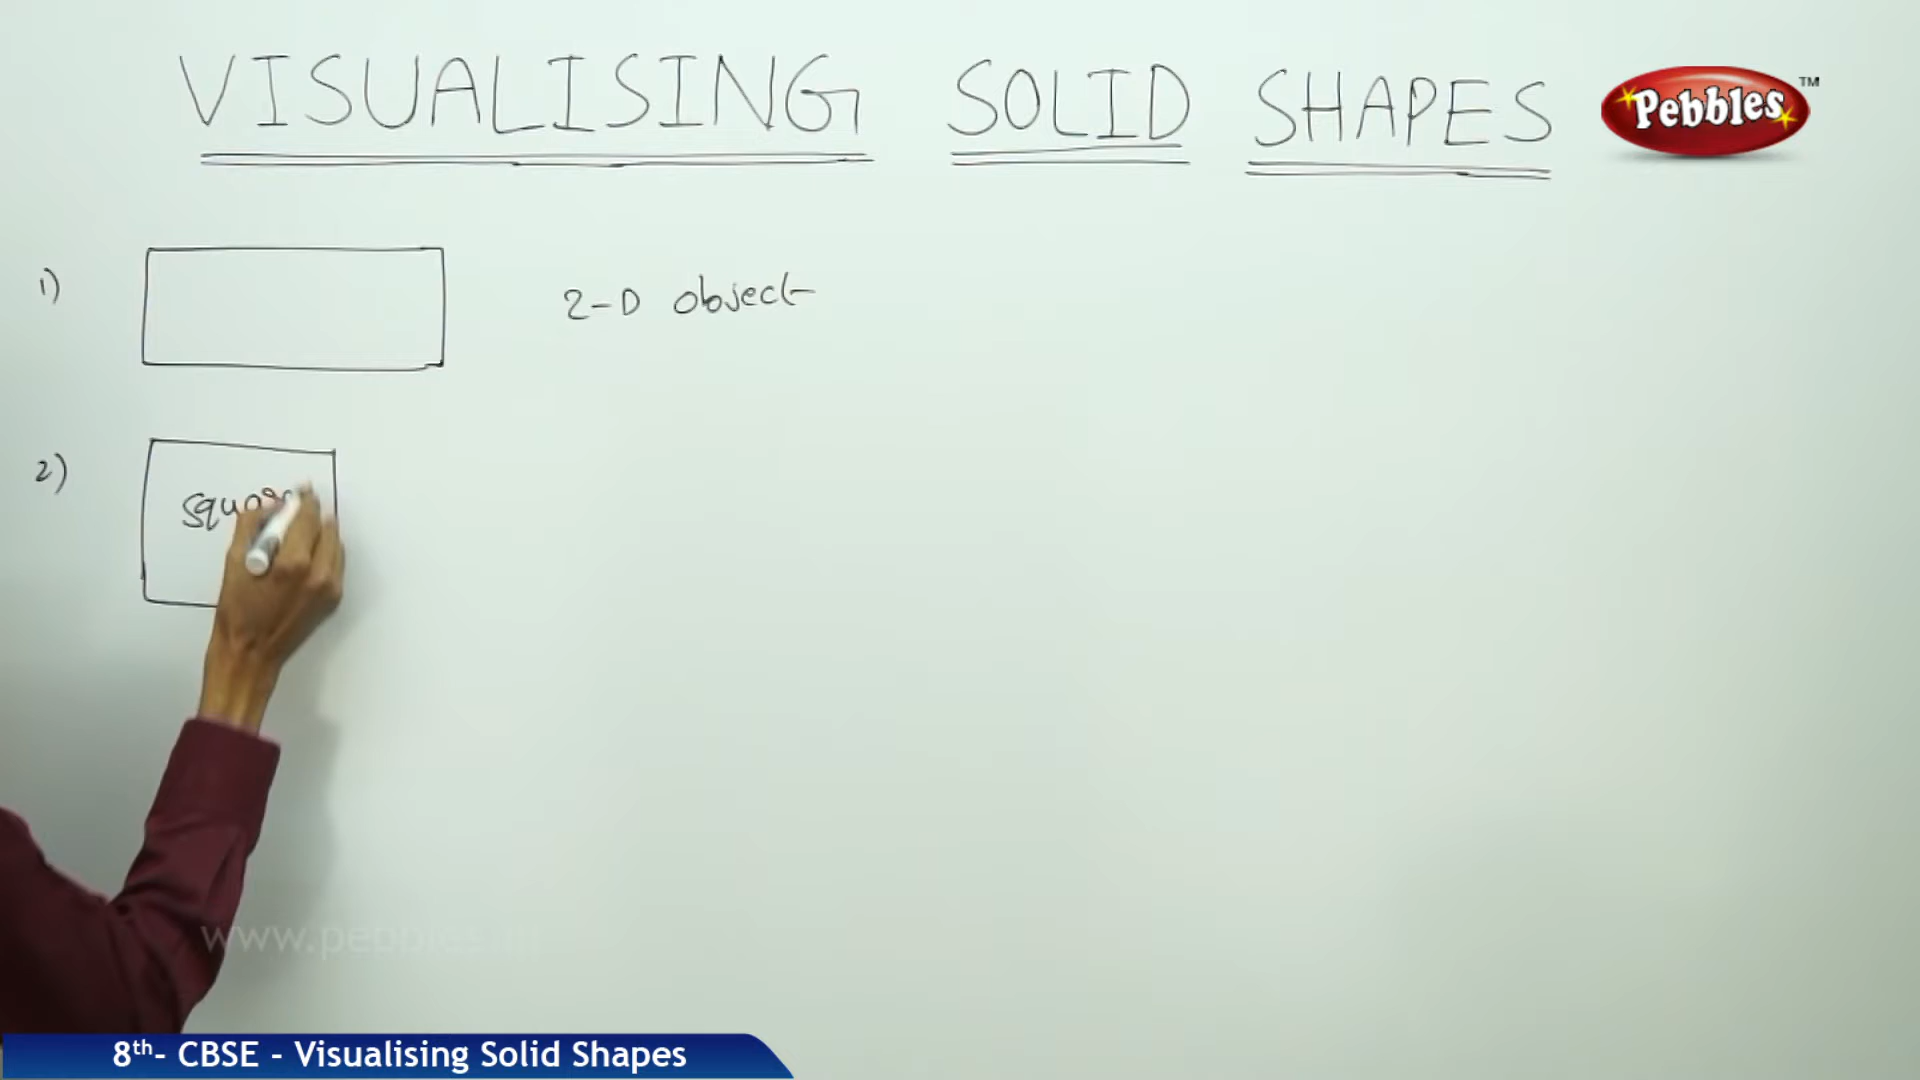 VISUALISING SOLID SHAPES
Pebbles™
1)
2-D object
2)
8th- CBSE - Visualising Solid Shapes